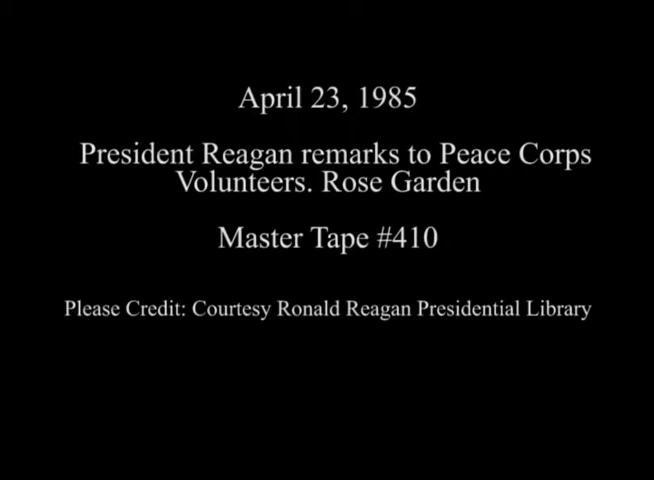 April 23, 1985
President Reagan remarks to Peace Corps
Volunteers. Rose Garden
Master Tape #410
Please Credit: Courtesy Ronald Reagan Presidential Library